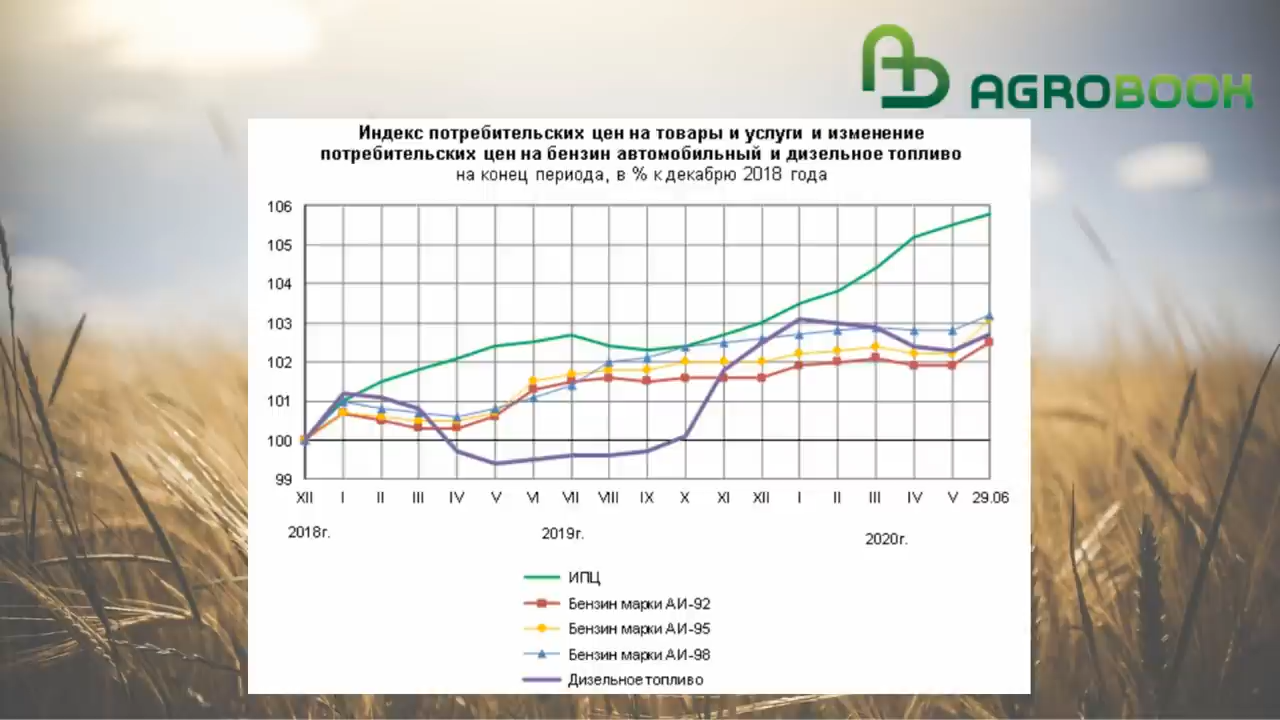 AGROBOOK
Индекс потребительских цен на товары и услуги и изменение
потребительских цен на бензин автомобильный и дизельное топливо
на конец периода, в % к декабрю 2018 года
106
105
104
103
102
101
100
99
XII I II III IV V VI VII VIII IX X XI XII I II III IV V 29.06
2018г. 2019г. 2020г.
ИПЦ
Бензин марки АИ-92
Бензин марки АИ-95
Бензин марки АИ-98
Дизельное топливо